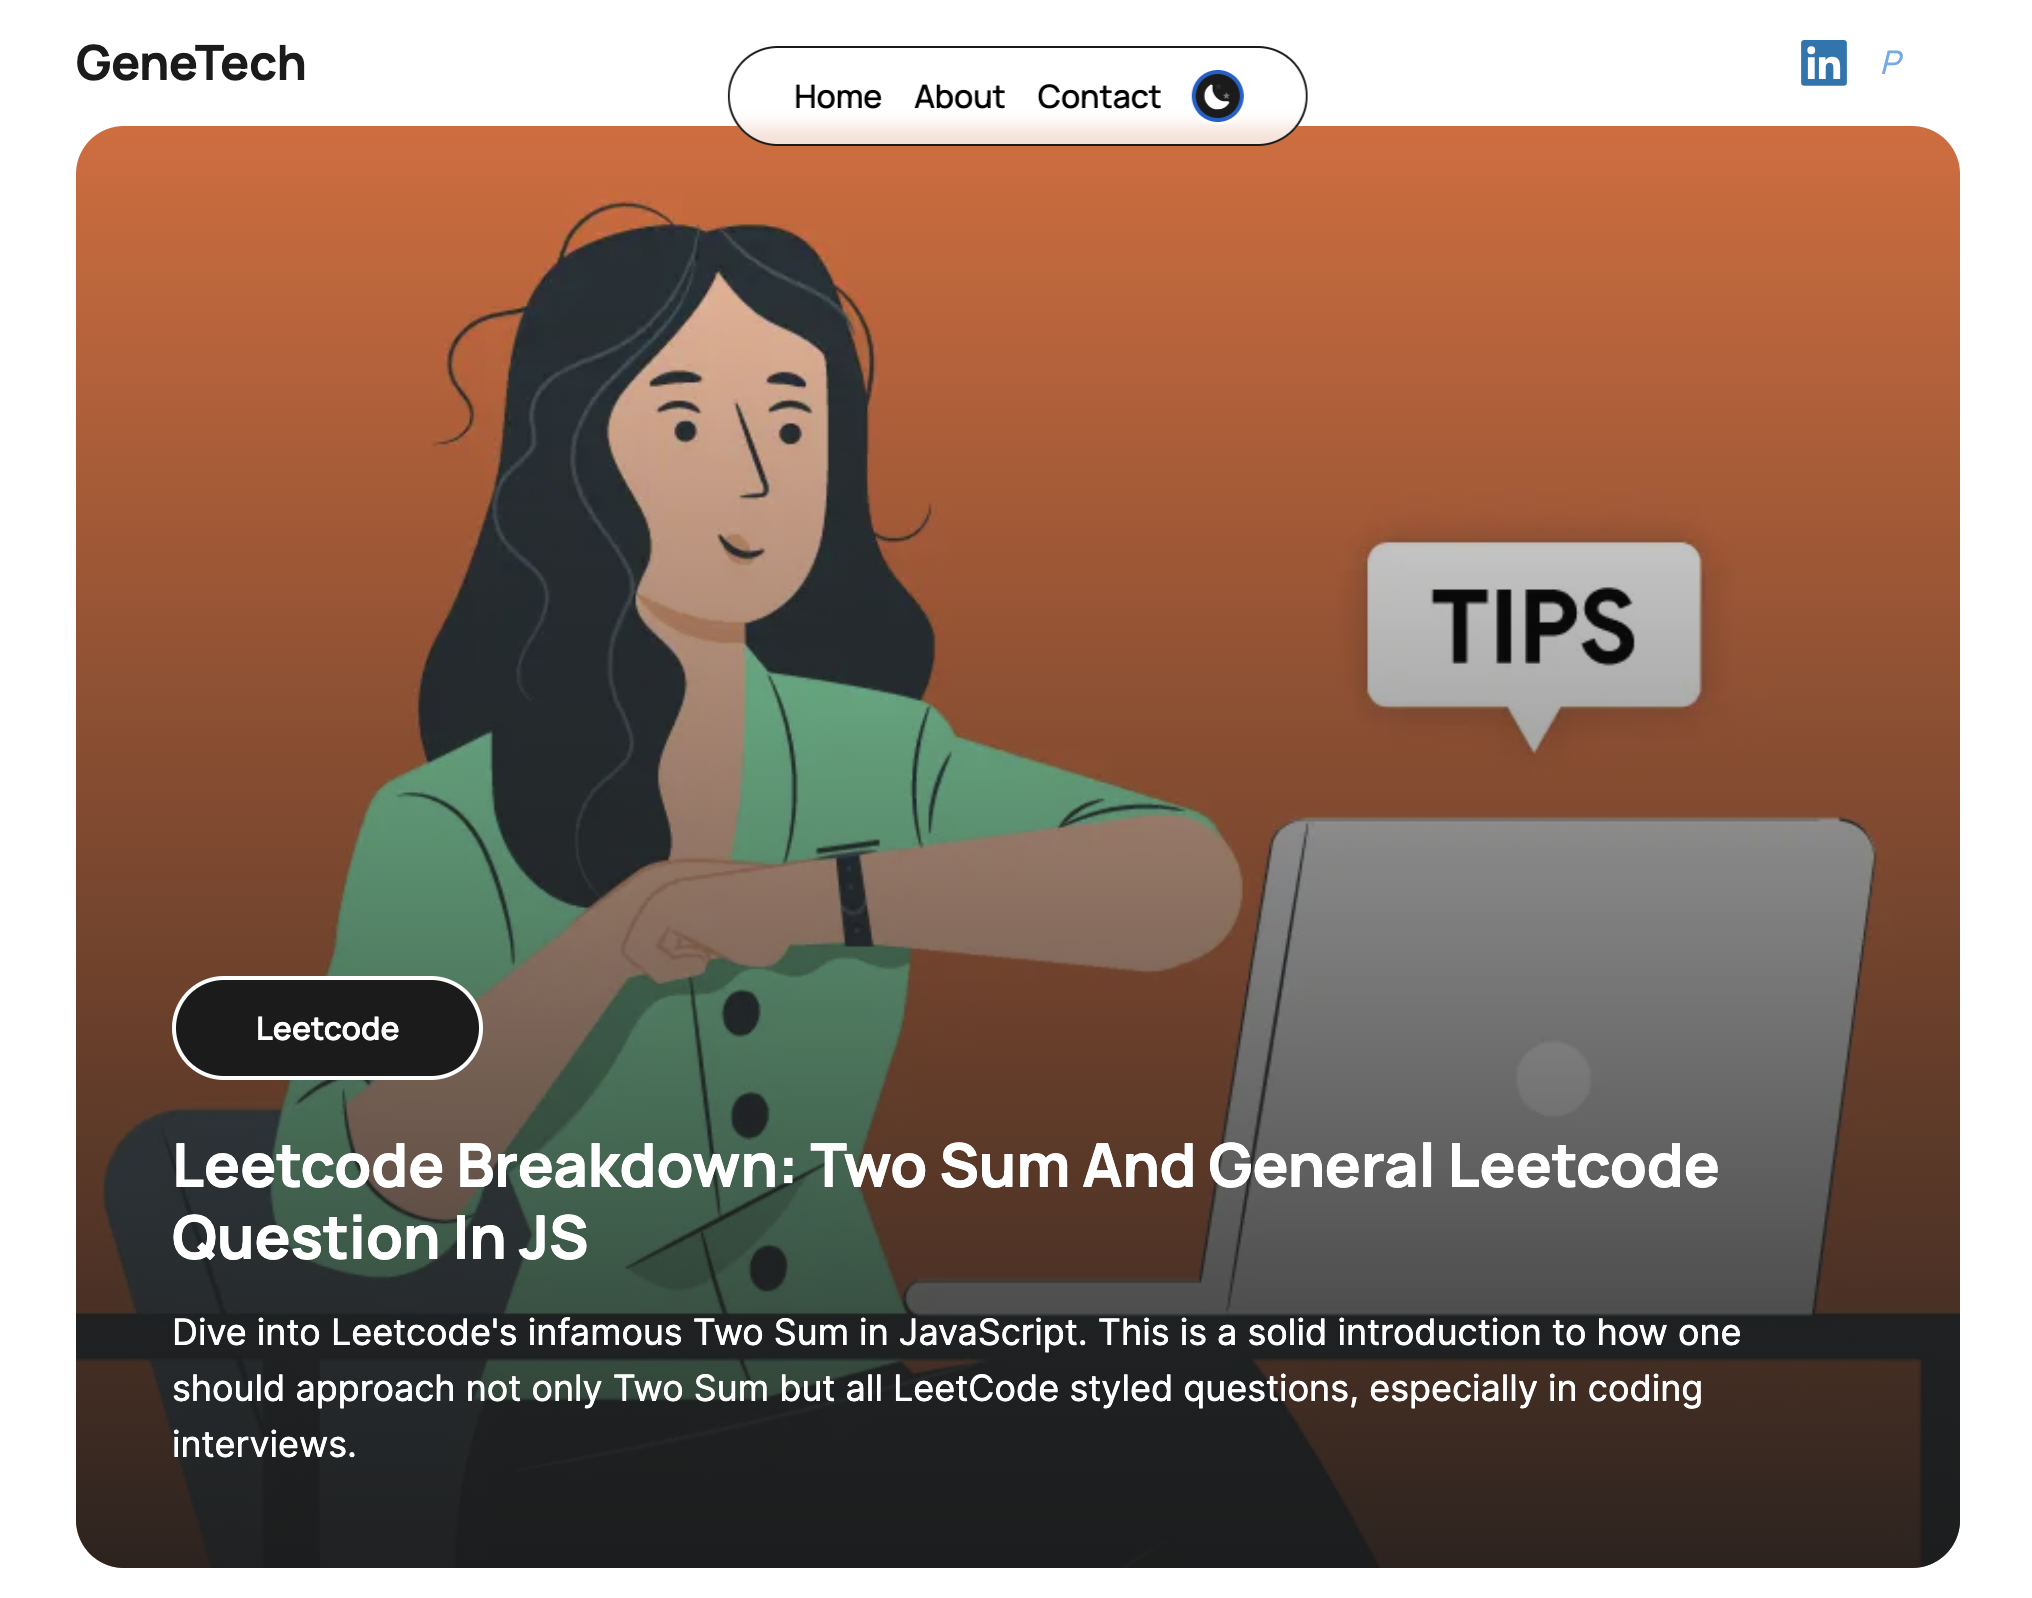 GeneTech
Home About Contact
in P
TIPS
Leetcode
Leetcode Breakdown: Two Sum And General Leetcode
Question In JS
Dive into Leetcode's infamous Two Sum in JavaScript. This is a solid introduction to how one
should approach not only Two Sum but all LeetCode styled questions, especially in coding
interviews.